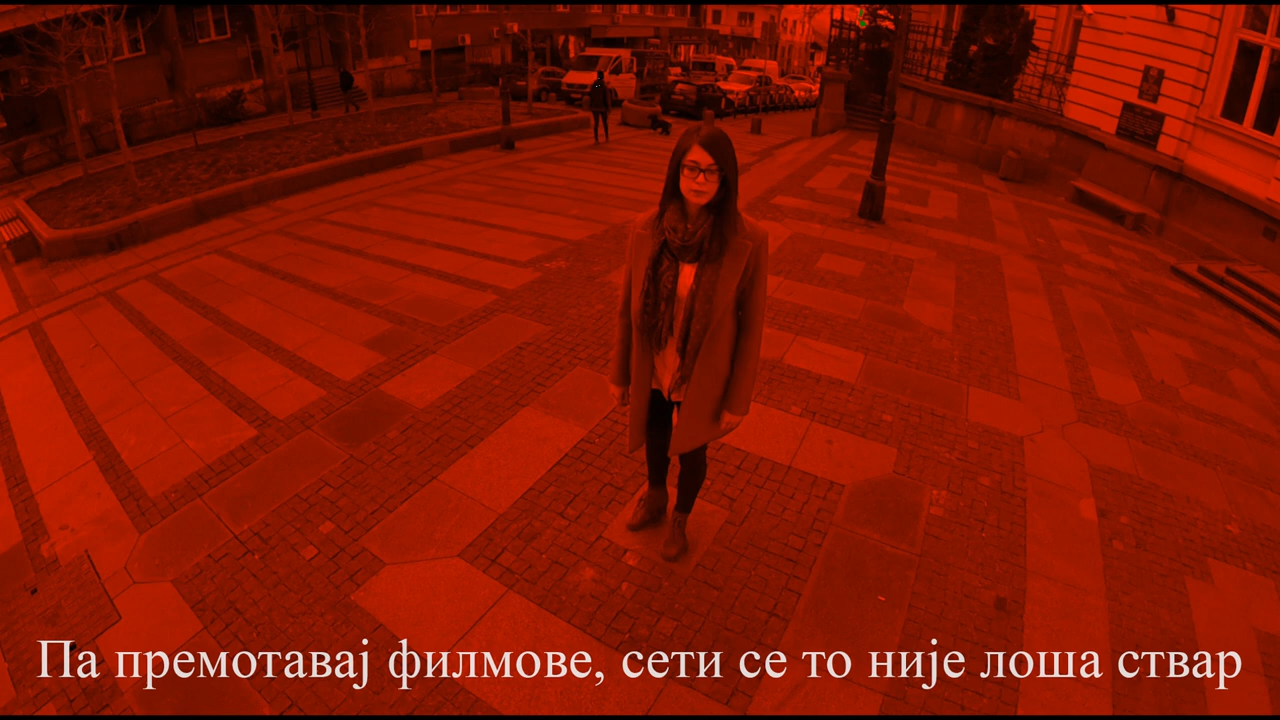 Па премотавај филмове, сети се то није лоша ствар